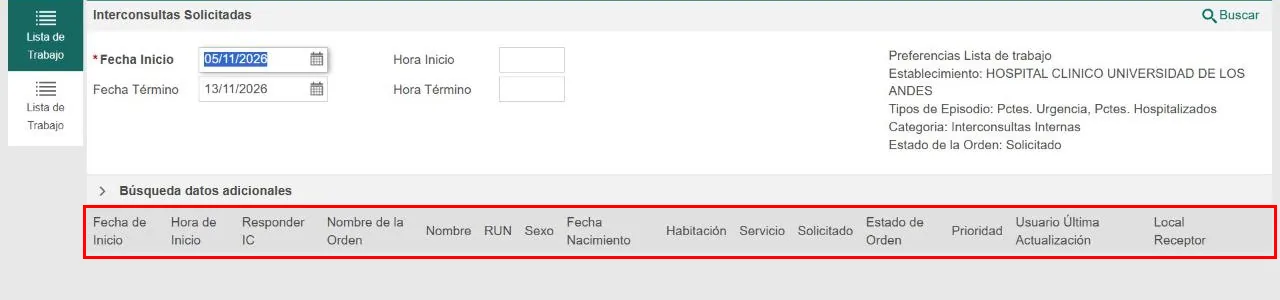 Lista de
Trabajo
Lista de
Trabajo
Interconsultas Solicitadas
Buscar
* Fecha Inicio 05/11/2026 Hora Inicio
Fecha Término 13/11/2026 Hora Término
Preferencias Lista de trabajo
Establecimiento: HOSPITAL CLINICO UNIVERSIDAD DE LOS
ANDES
Tipos de Episodio: Pctes. Urgencia, Pctes. Hospitalizados
Categoria: Interconsultas Internas
Estado de la Orden: Solicitado
Búsqueda datos adicionales
Fecha de
Inicio
Hora de
Inicio
Responder
IC
Nombre de la
Orden
Nombre
RUN
Sexo
Fecha
Nacimiento
Habitación
Servicio
Solicitado
Estado de
Orden
Prioridad
Usuario Última
Actualización
Local
Receptor